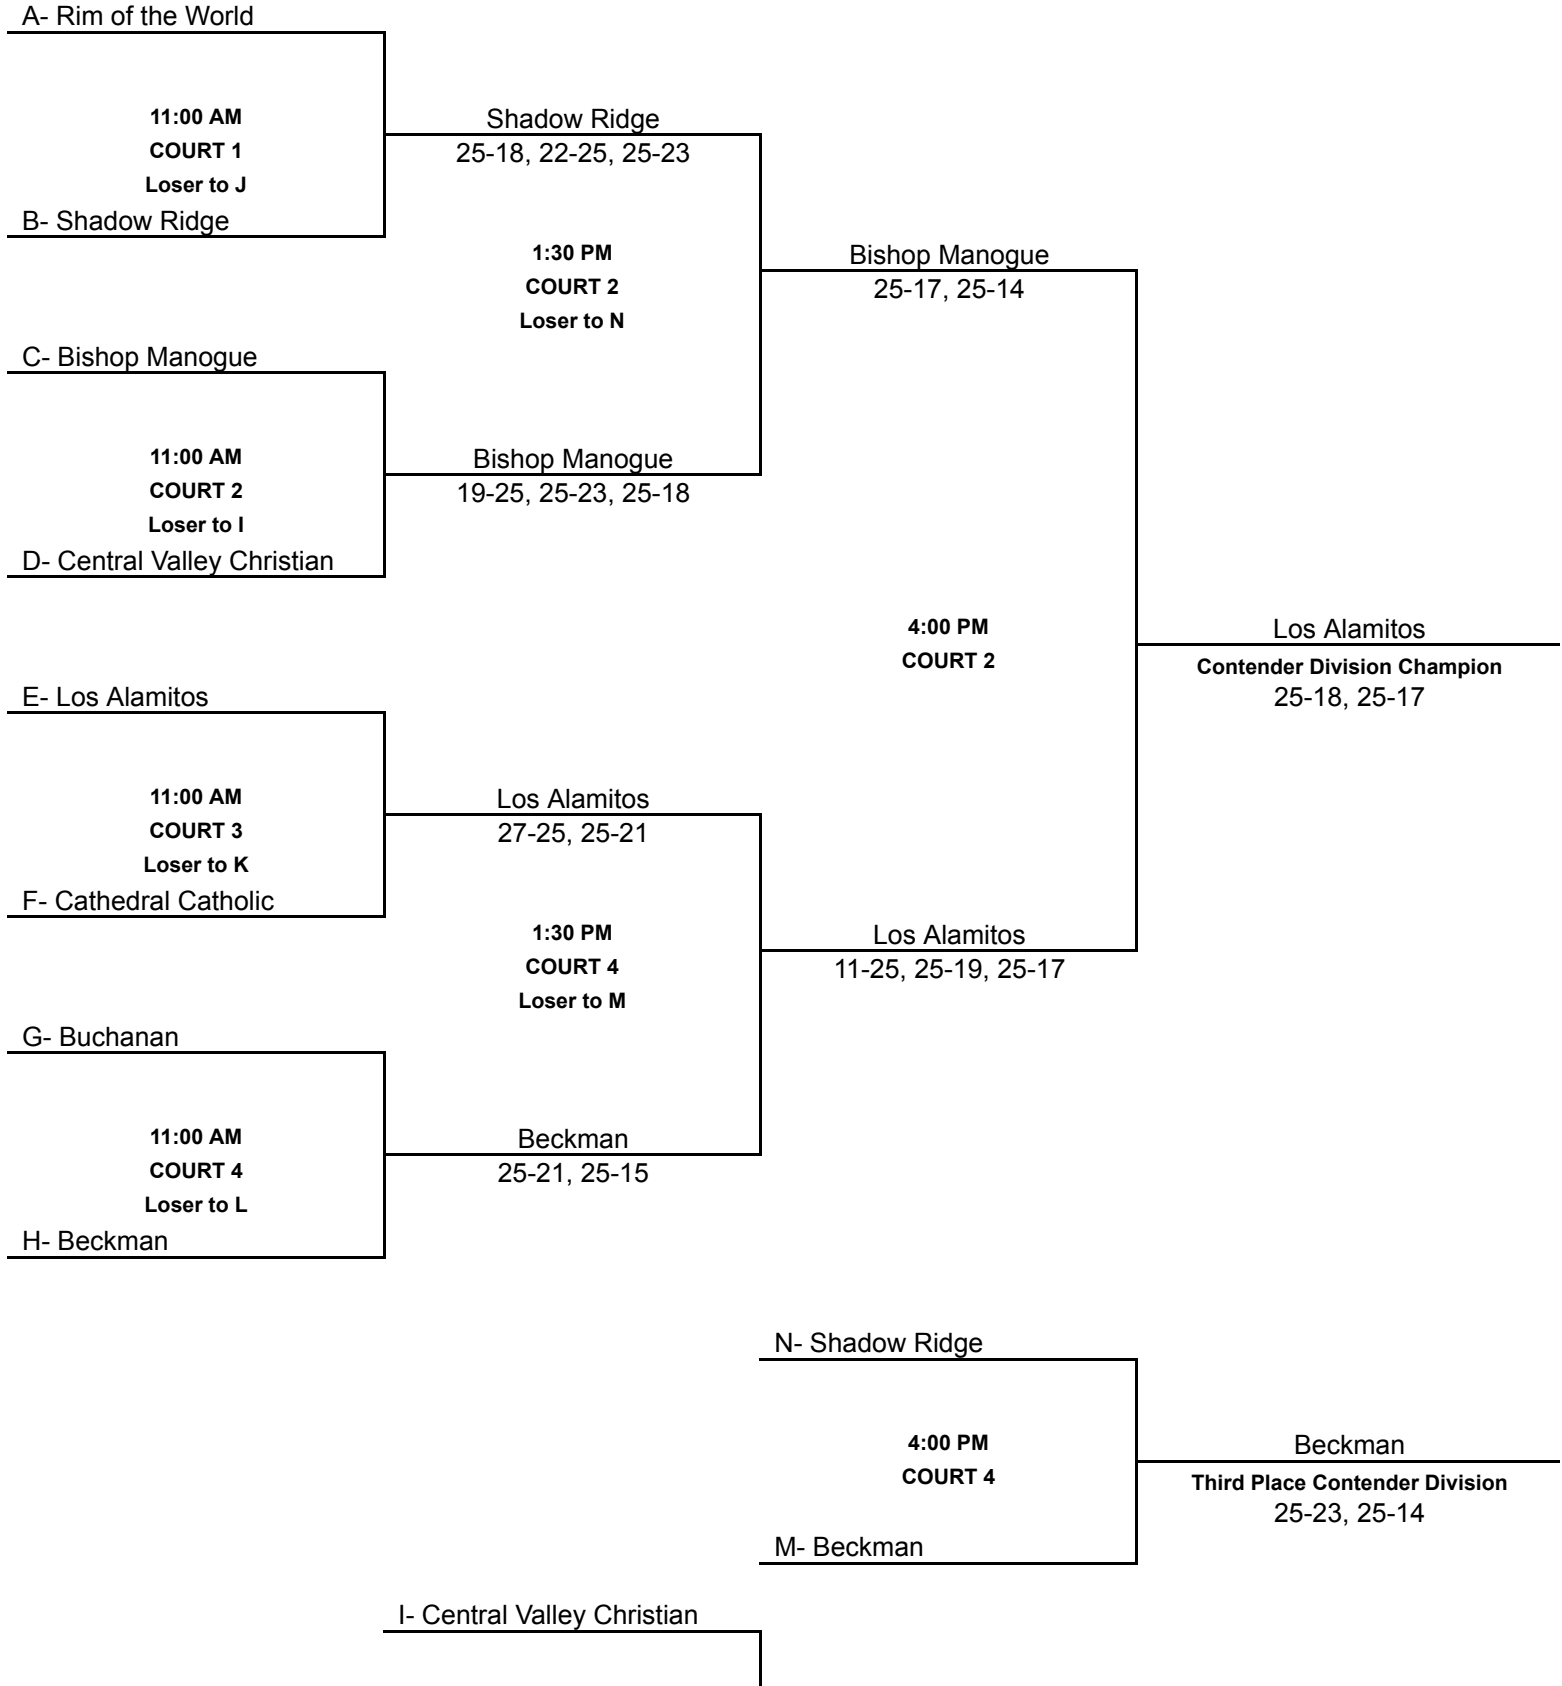 A- Rim of the World
11:00 AM
COURT 1
Loser to J
B- Shadow Ridge
Shadow Ridge
25-18, 22-25, 25-23
1:30 PM
COURT 2
Loser to N
Bishop Manogue
25-17, 25-14
C- Bishop Manogue
11:00 AM
COURT 2
Loser to I
D- Central Valley Christian
Bishop Manogue
19-25, 25-23, 25-18
4:00 PM
COURT 2
Los Alamitos
Contender Division Champion
25-18, 25-17
E- Los Alamitos
11:00 AM
COURT 3
Loser to K
F- Cathedral Catholic
Los Alamitos
27-25, 25-21
1:30 PM
COURT 4
Loser to M
Los Alamitos
11-25, 25-19, 25-17
G- Buchanan
11:00 AM
COURT 4
Loser to L
H- Beckman
Beckman
25-21, 25-15
N- Shadow Ridge
4:00 PM
COURT 4
M- Beckman
Beckman
Third Place Contender Division
25-23, 25-14
I- Central Valley Christian